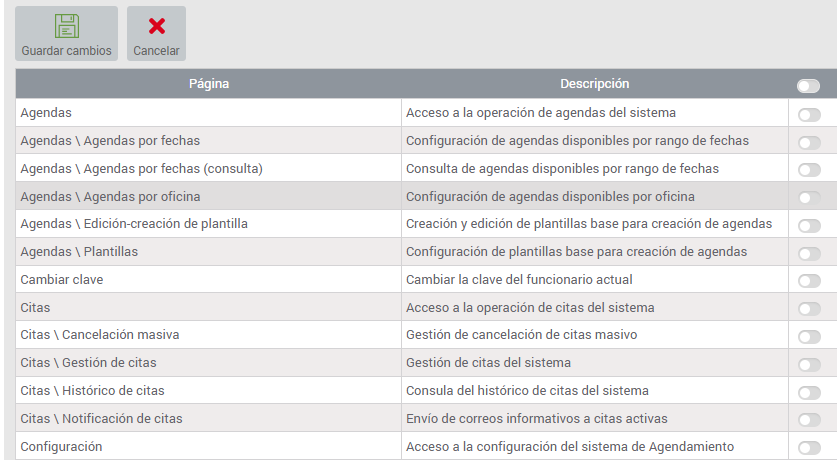 Guardar cambios Cancelar
Página Descripción
Agendas Acceso a la operación de agendas del sistema
Agendas \ Agendas por fechas Configuración de agendas disponibles por rango de fechas
Agendas \ Agendas por fechas (consulta) Consulta de agendas disponibles por rango de fechas
Agendas \ Agendas por oficina Configuración de agendas disponibles por oficina
Agendas \ Edición-creación de plantilla Creación y edición de plantillas base para creación de agendas
Agendas \ Plantillas Configuración de plantillas base para creación de agendas
Cambiar clave Cambiar la clave del funcionario actual
Citas Acceso a la operación de citas del sistema
Citas \ Cancelación masiva Gestión de cancelación de citas masivo
Citas \ Gestión de citas Gestión de citas del sistema
Citas \ Histórico de citas Consula del histórico de citas del sistema
Citas \ Notificación de citas Envío de correos informativos a citas activas
Configuración Acceso a la configuración del sistema de Agendamiento